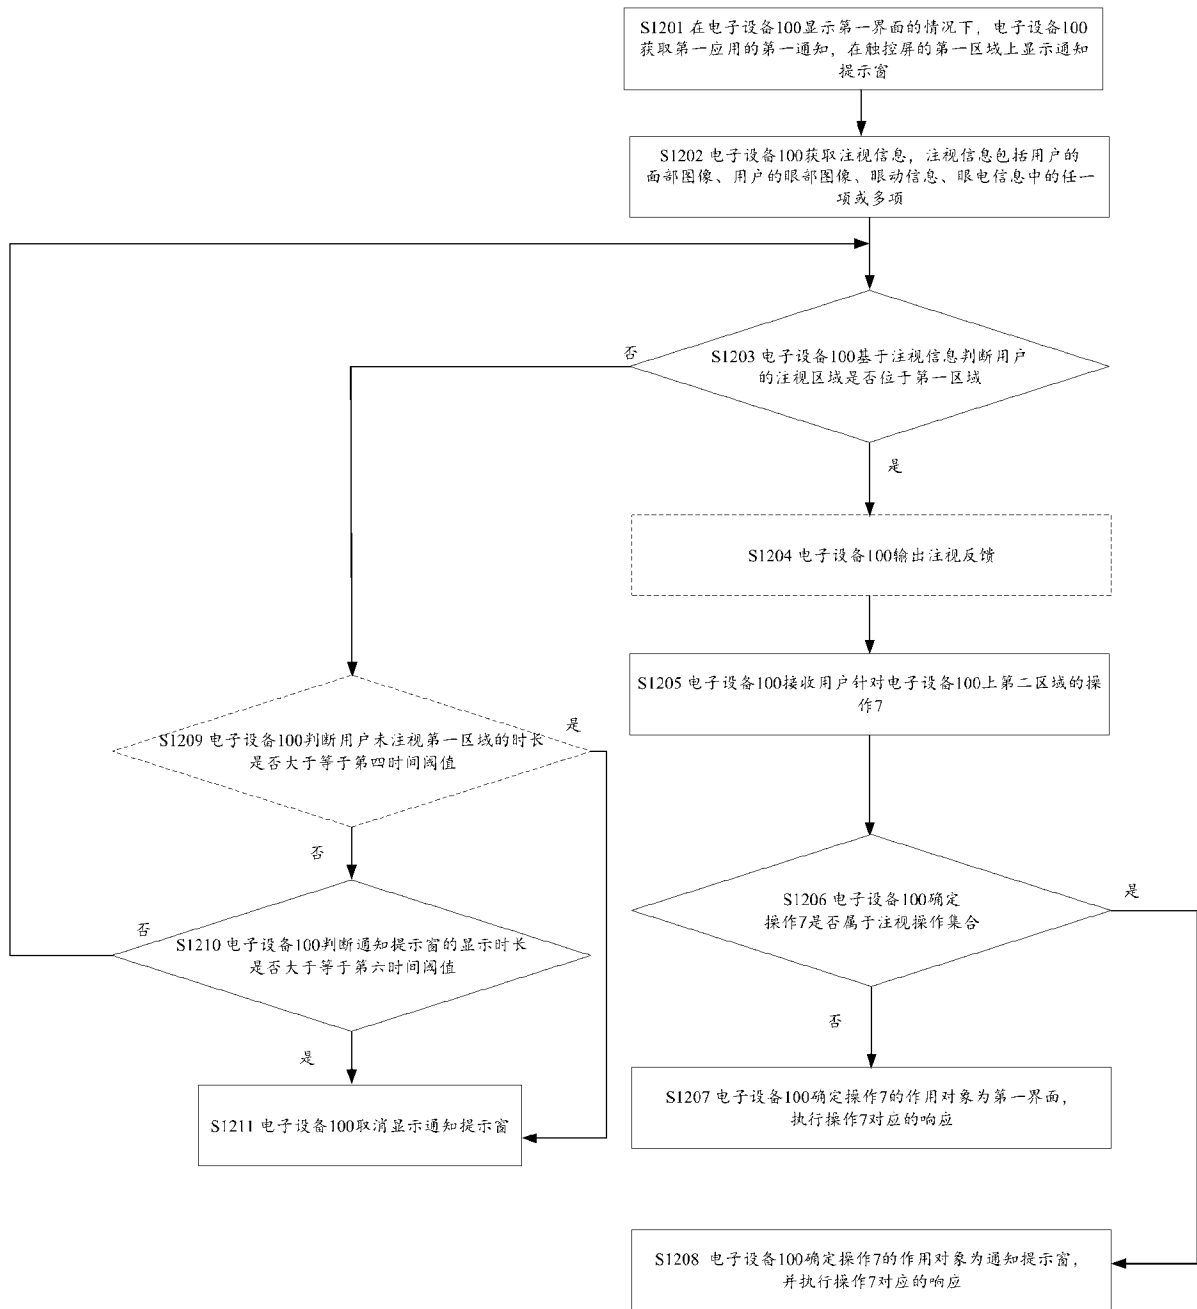 S1201 在电子设备100显示第一界面的情况下，电子设备100
获取第一应用的第一通知，在触控屏的第一区域上显示通知
提示窗
S1202 电子设备100获取注视信息，注视信息包括用户的
面部图像、用户的眼部图像、眼动信息、眼电信息中的任一
项或多项
否
S1203 电子设备100基于注视信息判断用户
的注视区域是否位于第一区域
是
S1204 电子设备100输出注视反馈
S1205 电子设备100接收用户针对电子设备100上第二区域的操
作7
是
S1209 电子设备100判断用户未注视第一区域的时长
是否大于等于第四时间阈值
否
是
S1206 电子设备100确定
操作7是否属于注视操作集合
否
S1210 电子设备100判断通知提示窗的显示时长
是否大于等于第六时间阈值
否
是
S1207 电子设备100确定操作7的作用对象为第一界面，
执行操作7对应的响应
S1211 电子设备100取消显示通知提示窗
S1208 电子设备100确定操作7的作用对象为通知提示窗，
并执行操作7对应的响应